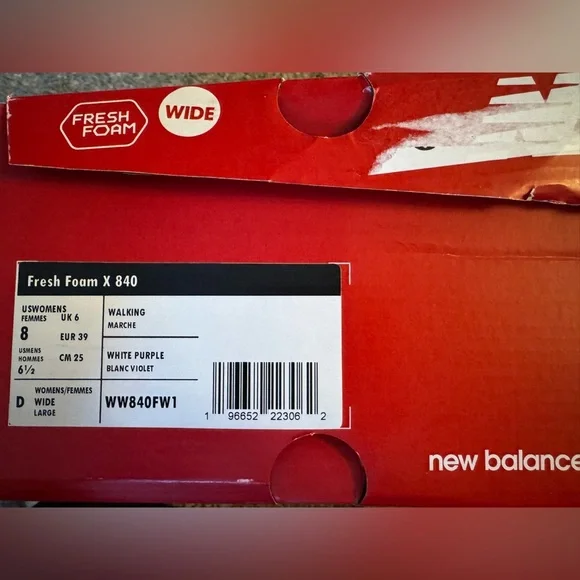 FRESH
FOAM
WIDE
Fresh Foam X 840
USWOMENS
FEMMES
UK 6
8
EUR 39
USMENS
HOMMES
CM 25
6½
WALKING
MARCHE
WHITE PURPLE
BLANC VIOLET
D
WOMENS/FEMMES
WIDE
LARGE
WW840FW1
1 96652 22306 2
new balance